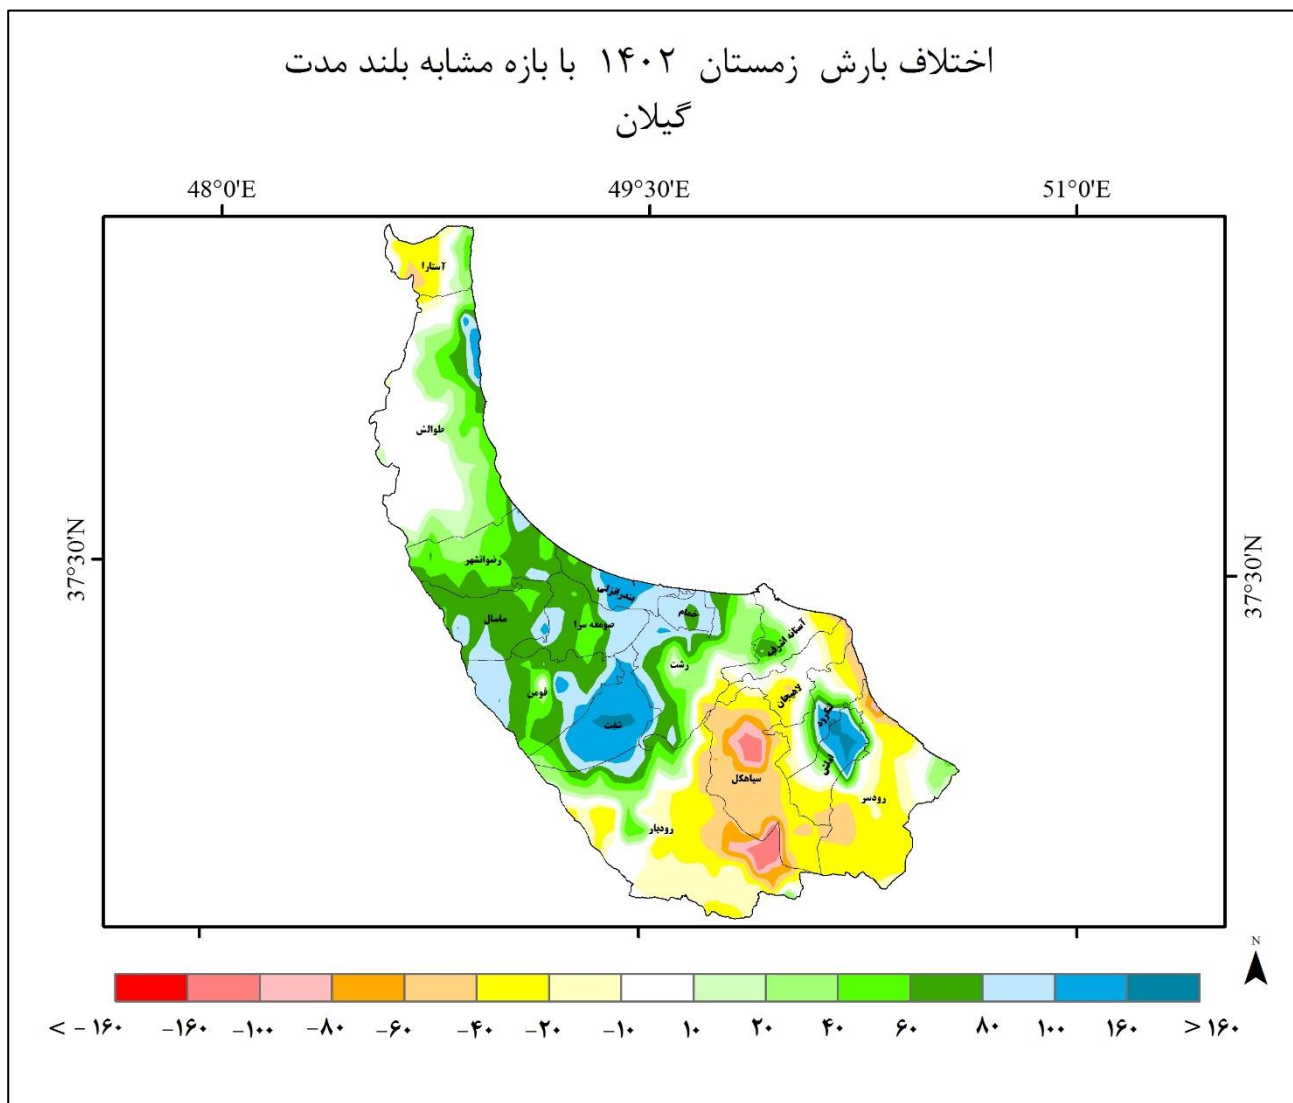 اختلاف بارش زمستان ۱۴۰۲ با بازه مشابه بلند مدت
گیلان
48°0'E 49°30'E 51°0'E
آستارا
طوالش
37°30'N
37°30'N
رضوانشهر
بندرانزلی
ماسال
صومعه سرا
خمام
آستانه اشرفیه
رشت
فومن
لاهیجان
لنگرود
شفت
املش
سیاهکل
رودسر
رودبار
N
< -۱۶۰ -۱۶۰ -۱۰۰ -۸۰ -۶۰ -۴۰ -۲۰ -۱۰ ۱۰ ۲۰ ۴۰ ۶۰ ۸۰ ۱۰۰ ۱۶۰ > ۱۶۰